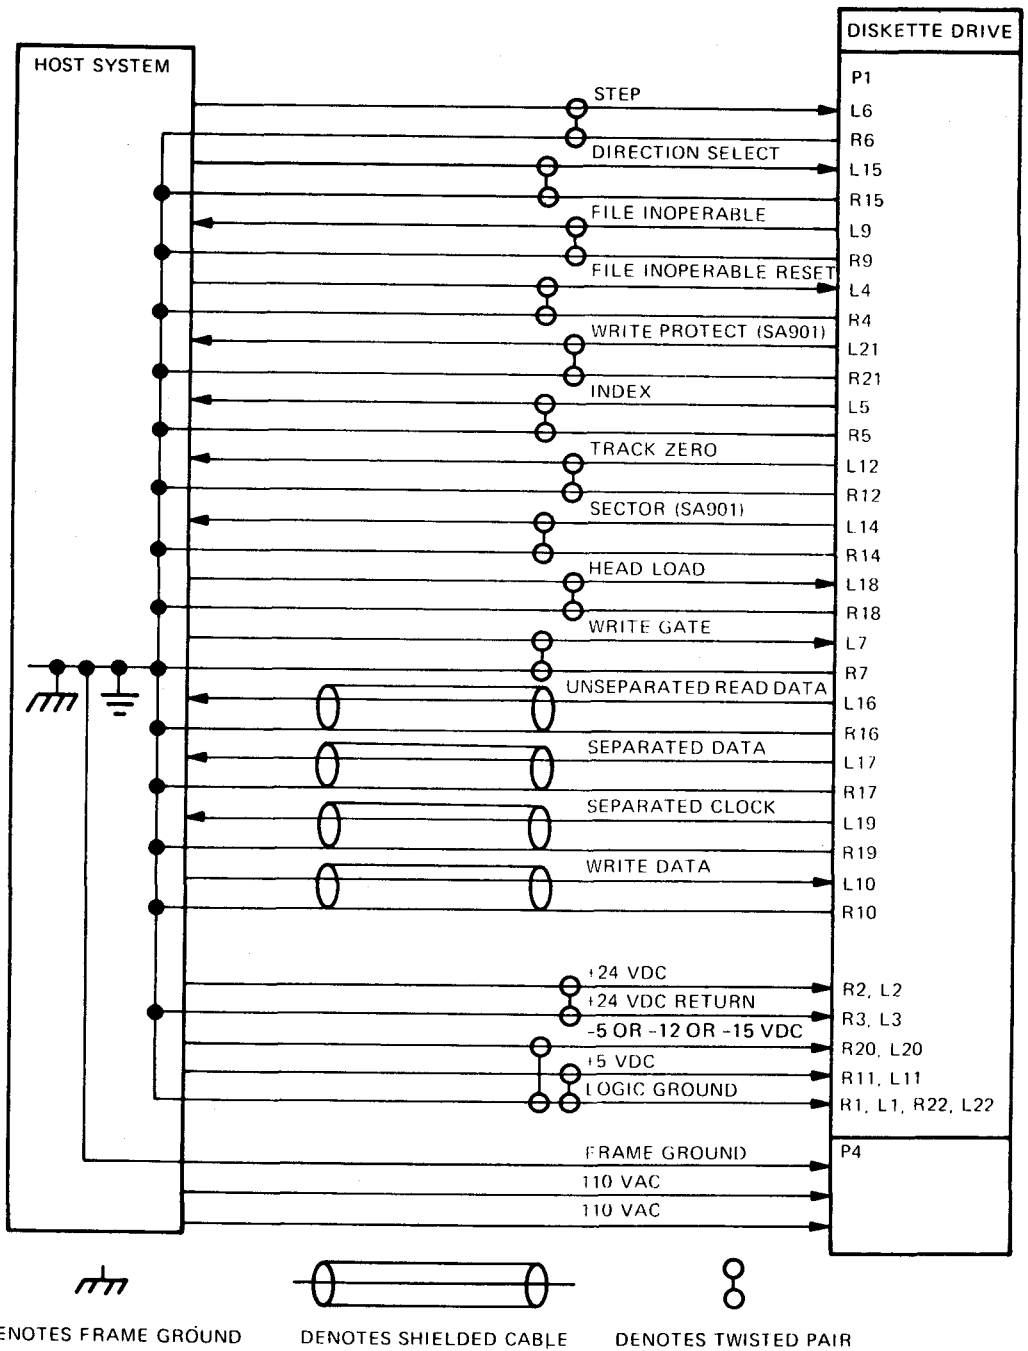 DISKETTE DRIVE
HOST SYSTEM
P1
STEP
L6
R6
DIRECTION SELECT
L15
R15
FILE INOPERABLE
L9
R9
FILE INOPERABLE RESET
L4
R4
WRITE PROTECT (SA901)
L21
R21
INDEX
L5
R5
TRACK ZERO
L12
R12
SECTOR (SA901)
L14
R14
HEAD LOAD
L18
R18
WRITE GATE
L7
R7
UNSEPARATED READ DATA
L16
R16
SEPARATED DATA
L17
R17
SEPARATED CLOCK
L19
R19
WRITE DATA
L10
R10
+24 VDC
R2, L2
+24 VDC RETURN
R3, L3
-5 OR -12 OR -15 VDC
R20, L20
+5 VDC
R11, L11
LOGIC GROUND
R1, L1, R22, L22
FRAME GROUND
P4
110 VAC
110 VAC
ENOTES FRAME GROUND
DENOTES SHIELDED CABLE
DENOTES TWISTED PAIR